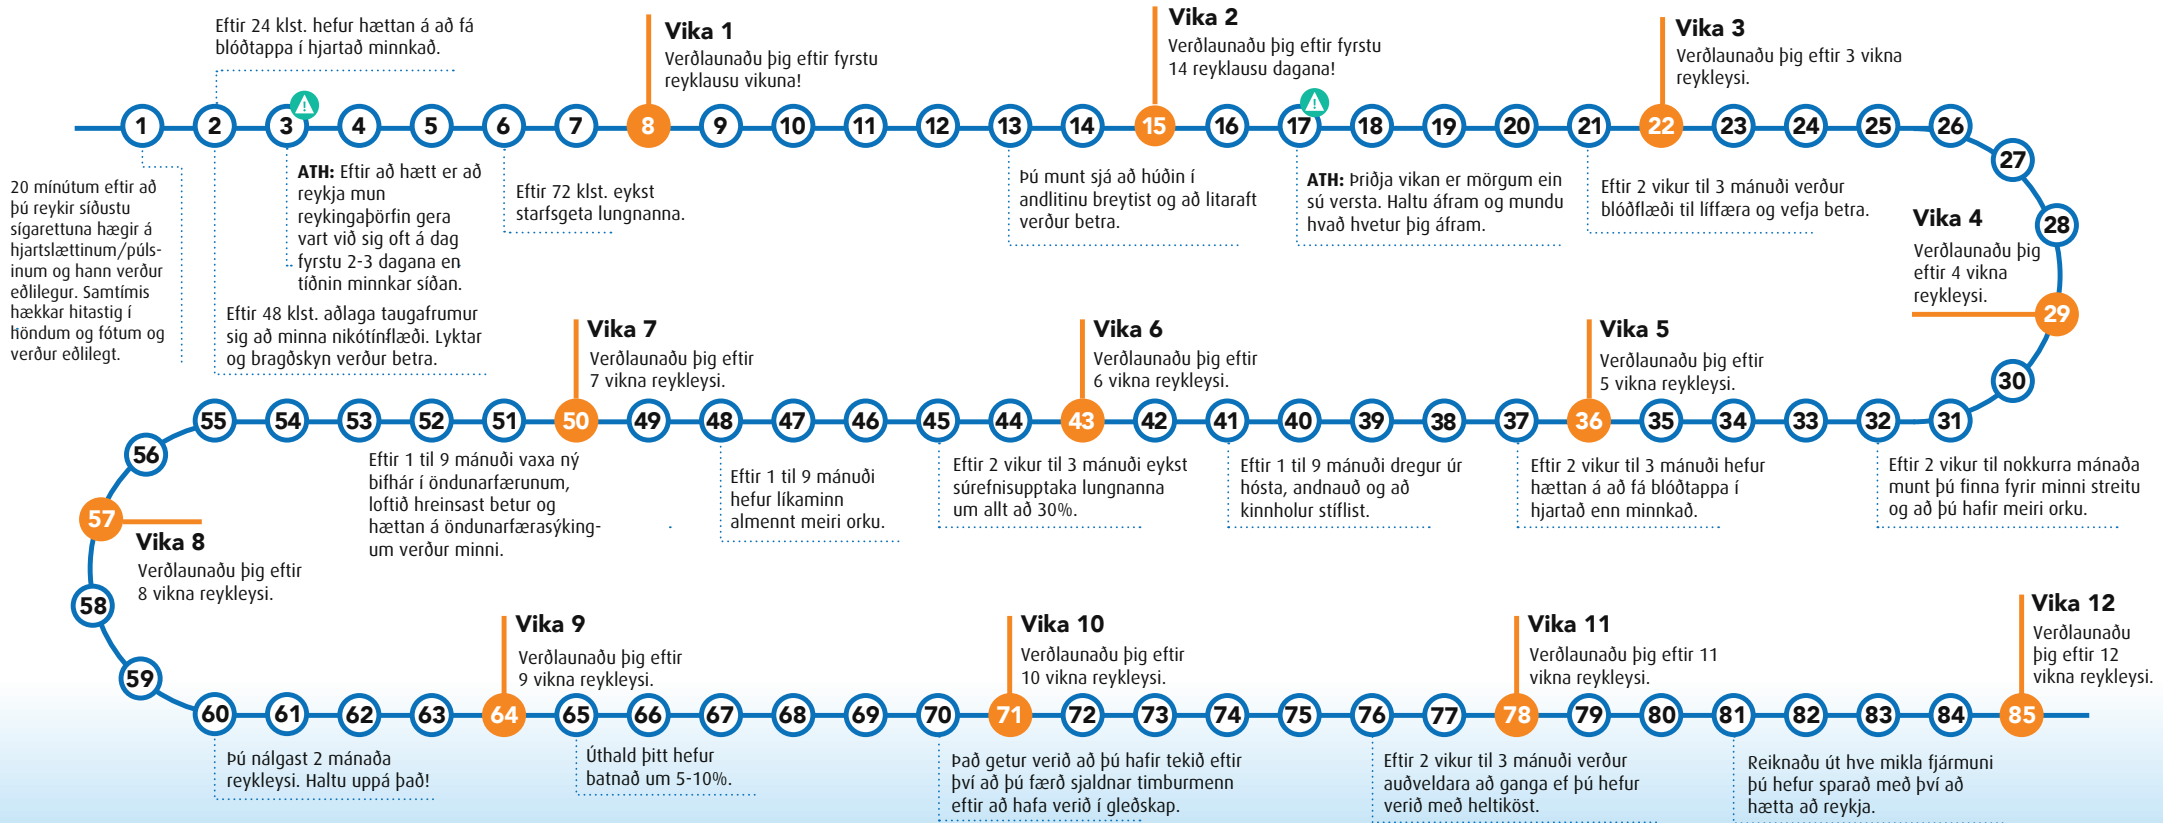 Eftir 24 klst. hefur hættan á að fá
blóðtappa í hjartað minnkað.
Vika 1
Verðlaunaðu þig eftir fyrstu
reyklausu vikuna!
Vika 2
Verðlaunaðu þig eftir fyrstu
14 reyklausu dagana!
Vika 3
Verðlaunaðu þig eftir 3 vikna
reykleysi.
1 2 3 4 5 6 7 8 9 10 11 12 13 14 15 16 17 18 19 20 21 22 23 24 25 26
27
28
29
30
20 mínútum eftir að
þú reykir síðustu
sígarettuna hægir á
hjartslættinum/púls-
inum og hann verður
eðlilegur. Samtímis
hækkar hitastig í
höndum og fótum og
verður eðlilegt.
ATH: Eftir að hætt er að
reykja mun
reykingaþörfin gera
vart við sig oft á dag
fyrstu 2-3 dagana en
tíðnin minnkar síðan.
Eftir 48 klst. aðlaga taugafrumur
sig að minna nikótínflæði. Lyktar
og bragðskyn verður betra.
Eftir 72 klst. eykst
starfsgeta lungnanna.
Þú munt sjá að húðin í
andlitinu breytist og að litaraft
verður betra.
ATH: Þriðja vikan er mörgum ein
sú versta. Haltu áfram og mundu
hvað hvetur þig áfram.
Eftir 2 vikur til 3 mánuði verður
blóðflæði til líffæra og vefja betra.
Vika 4
Verðlaunaðu þig
eftir 4 vikna
reykleysi.
Vika 7
Verðlaunaðu þig eftir
7 vikna reykleysi.
Vika 6
Verðlaunaðu þig eftir
6 vikna reykleysi.
Vika 5
Verðlaunaðu þig eftir
5 vikna reykleysi.
55 54 53 52 51 50 49 48 47 46 45 44 43 42 41 40 39 38 37 36 35 34 33 32 31
56
57
58
59
Eftir 1 til 9 mánuði vaxa ný
bifhár í öndunarfærunum,
loftið hreinsast betur og
hættan á öndunarfærasýking-
um verður minni.
Eftir 1 til 9 mánuði
hefur líkaminn
almennt meiri orku.
Eftir 2 vikur til 3 mánuði eykst
súrefnisupptaka lungnanna
um allt að 30%.
Eftir 1 til 9 mánuði dregur úr
hósta, andnauð og að
kinnholur stíflist.
Eftir 2 vikur til 3 mánuði hefur
hættan á að fá blóðtappa í
hjartað enn minnkað.
Eftir 2 vikur til nokkurra mánaða
munt þú finna fyrir minni streitu
og að þú hafir meiri orku.
Vika 8
Verðlaunaðu þig eftir
8 vikna reykleysi.
Vika 9
Verðlaunaðu þig eftir
9 vikna reykleysi.
Vika 10
Verðlaunaðu þig eftir
10 vikna reykleysi.
Vika 11
Verðlaunaðu þig eftir 11
vikna reykleysi.
Vika 12
Verðlaunaðu
þig eftir 12
vikna reykleysi.
60 61 62 63 64 65 66 67 68 69 70 71 72 73 74 75 76 77 78 79 80 81 82 83 84 85
Þú nálgast 2 mánaða
reykleysi. Haltu uppá það!
Úthald þitt hefur
batnað um 5-10%.
Það getur verið að þú hafir tekið eftir
því að þú færð sjaldnar timburmenn
eftir að hafa verið í gleðskap.
Eftir 2 vikur til 3 mánuði verður
auðveldara að ganga ef þú hefur
verið með heltiköst.
Reiknaðu út hve mikla fjármuni
þú hefur sparað með því að
hætta að reykja.